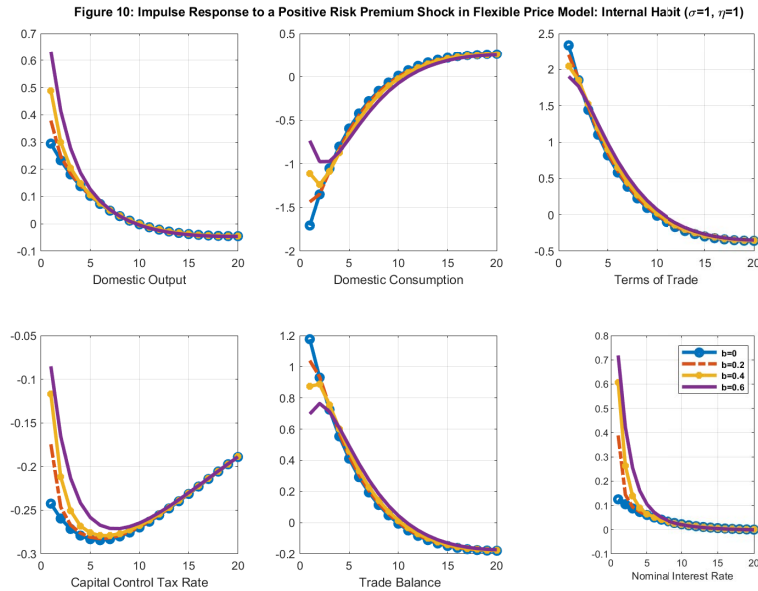 Figure 10: Impulse Response to a Positive Risk Premium Shock in Flexible Price Model: Internal Habit (σ=1, η=1)
0.7
0.6
0.5
0.4
0.3
0.2
0.1
0
-0.1
0 5 10 15 20
Domestic Output
0.5
0
-0.5
-1
-1.5
-2
0 5 10 15 20
Domestic Consumption
2.5
2
1.5
1
0.5
0
-0.5
0 5 10 15 20
Terms of Trade
-0.05
-0.1
-0.15
-0.2
-0.25
-0.3
0 5 10 15 20
Capital Control Tax Rate
1.2
1
0.8
0.6
0.4
0.2
0
-0.2
0 5 10 15 20
Trade Balance
0.8
0.7
0.6
0.5
0.4
0.3
0.2
0.1
0
-0.1
0 5 10 15 20
Nominal Interest Rate
b=0
b=0.2
b=0.4
b=0.6